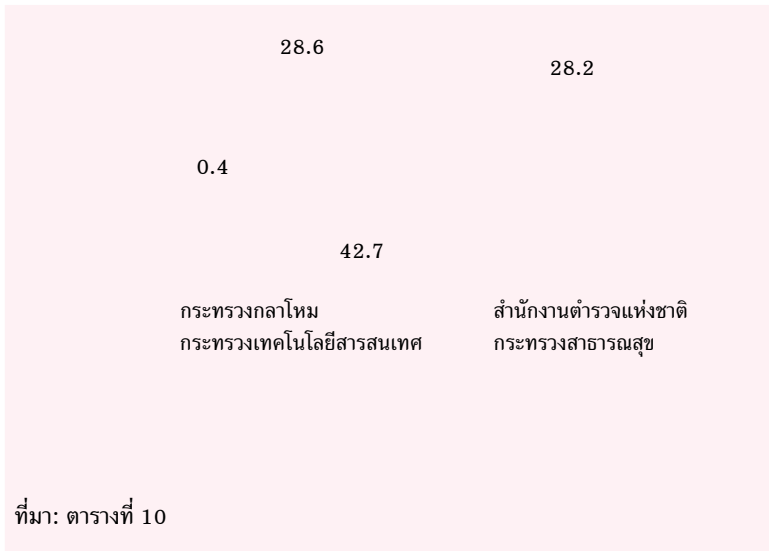 28.6
28.2
0.4
42.7
กระทรวงกลาโหม สำนักงานตำรวจแห่งชาติ
กระทรวงเทคโนโลยีสารสนเทศ กระทรวงสาธารณสุข
ที่มา: ตารางที่ 10